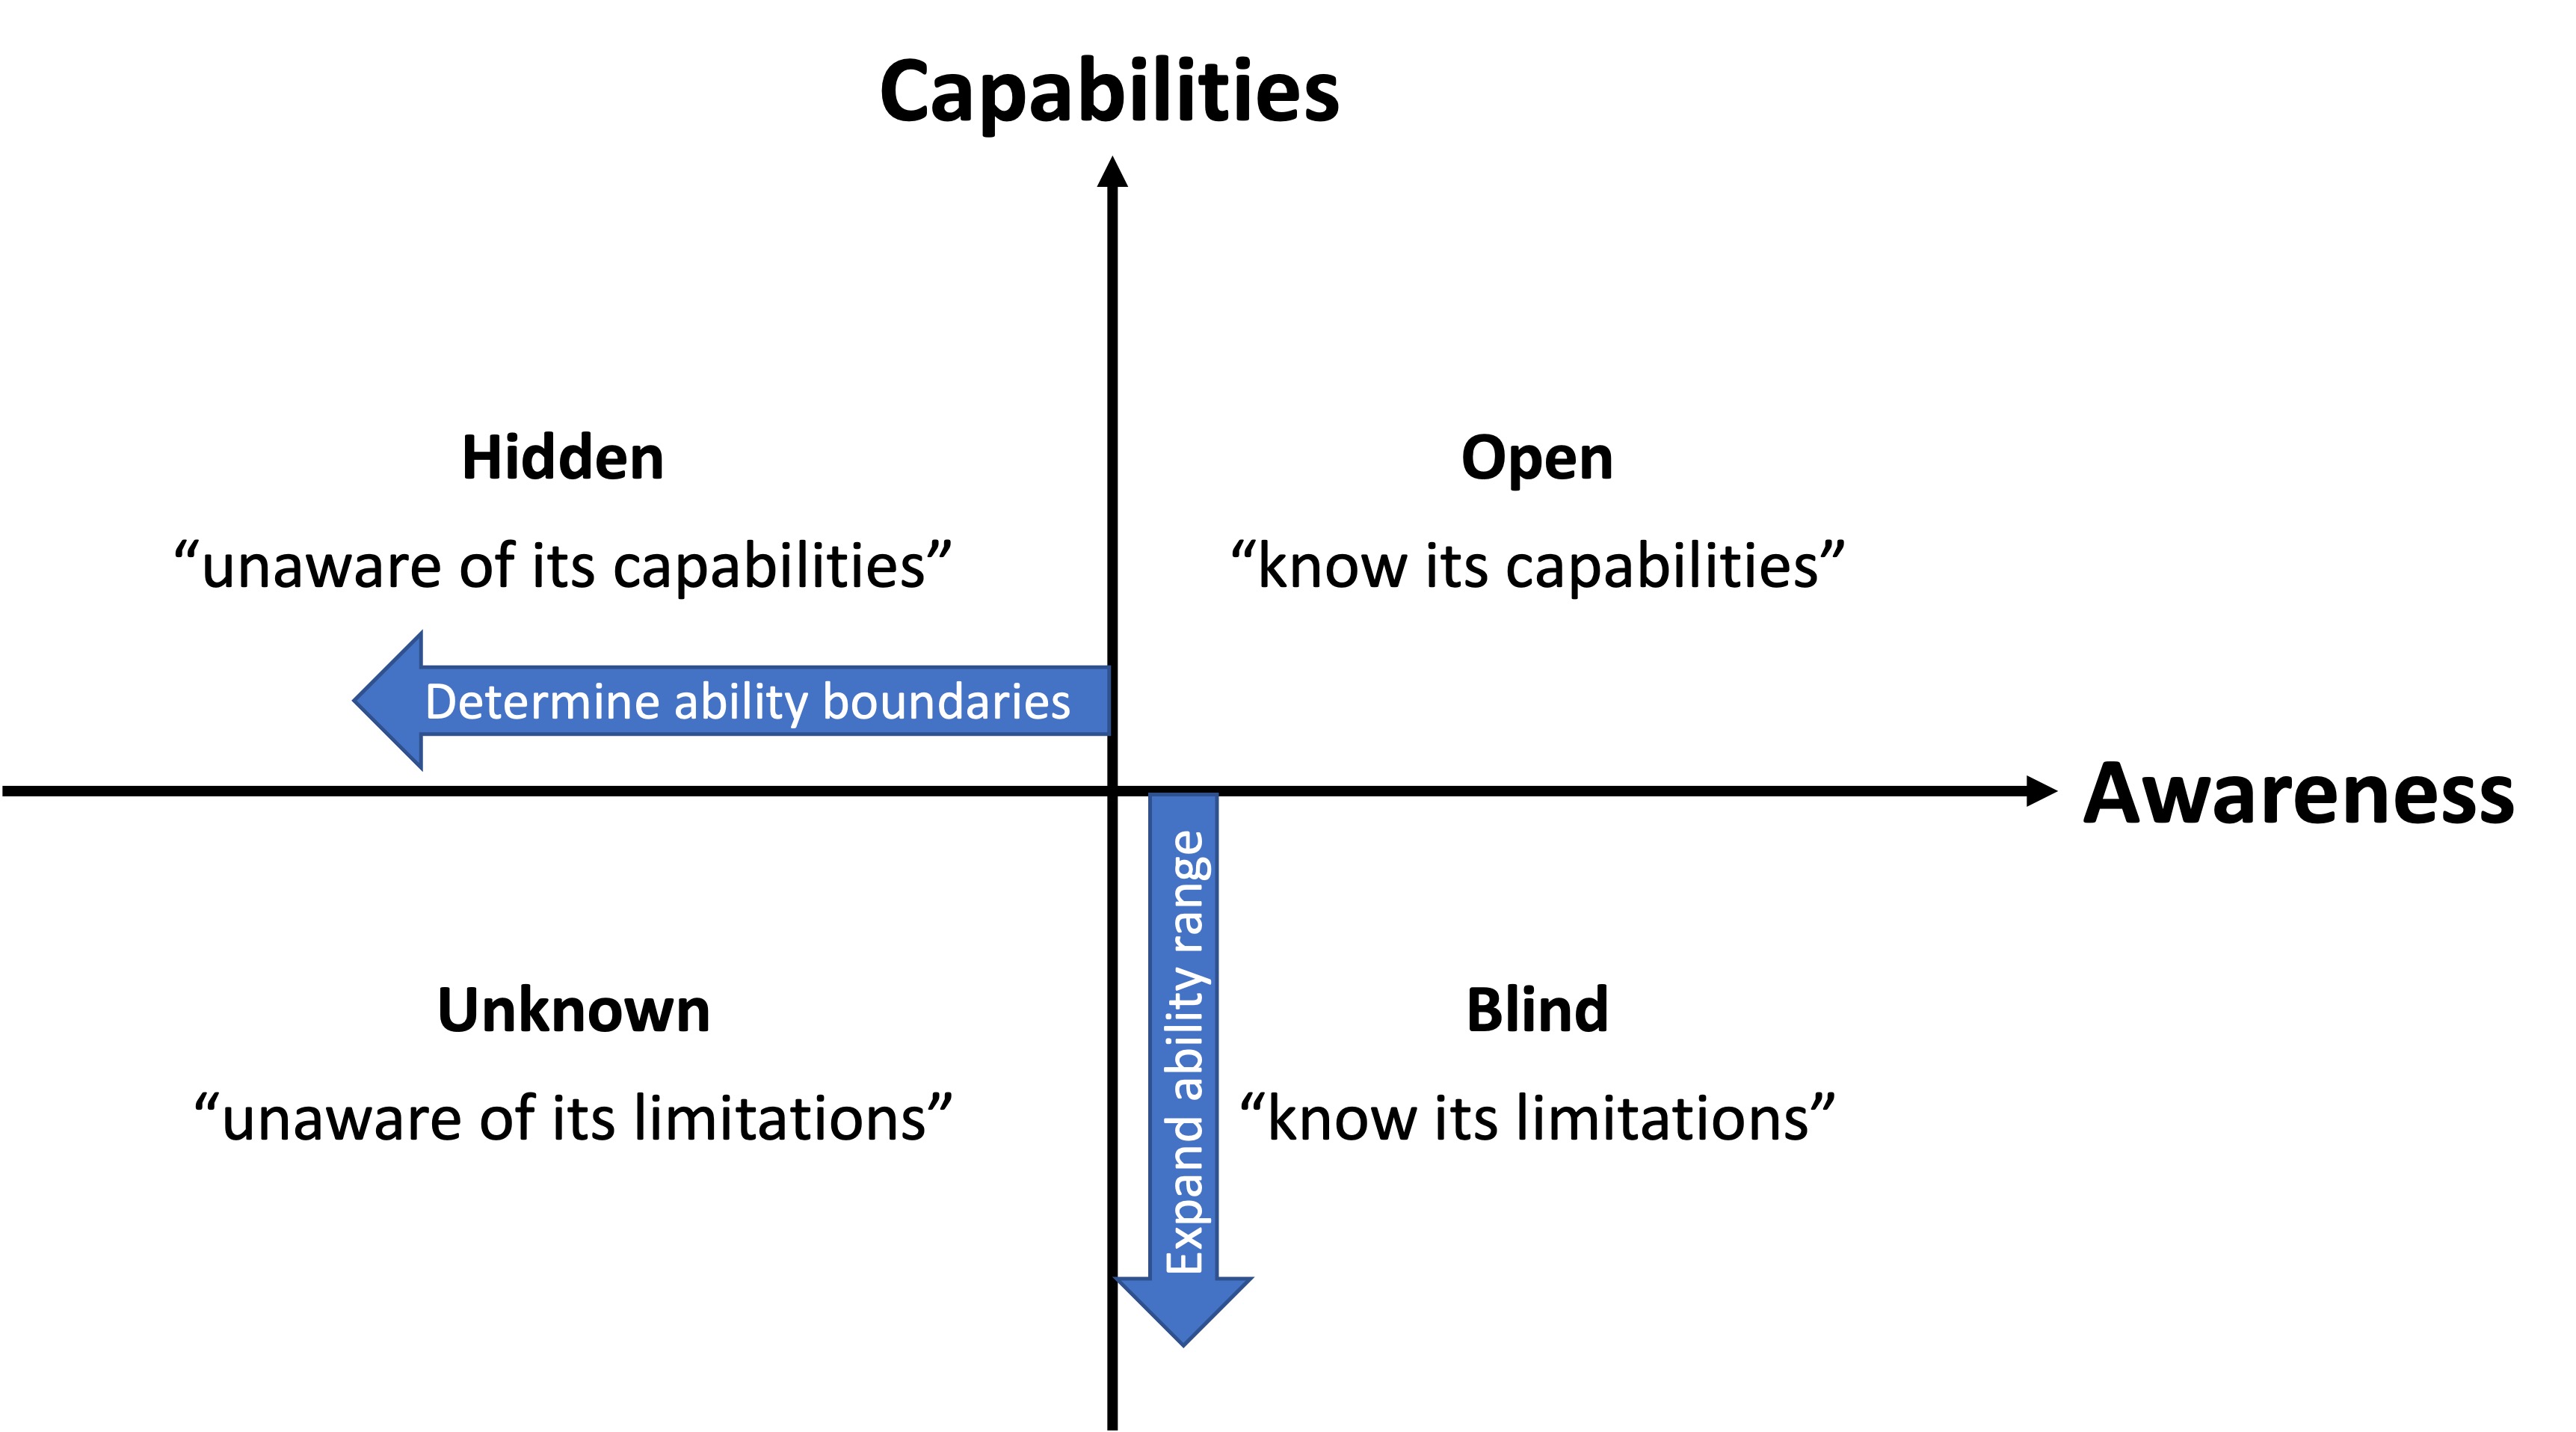 Capabilities
Hidden
Open
“unaware of its capabilities”
“know its capabilities”
Determine ability boundaries
Awareness
Expand ability range
Unknown
Blind
“unaware of its limitations”
“know its limitations”